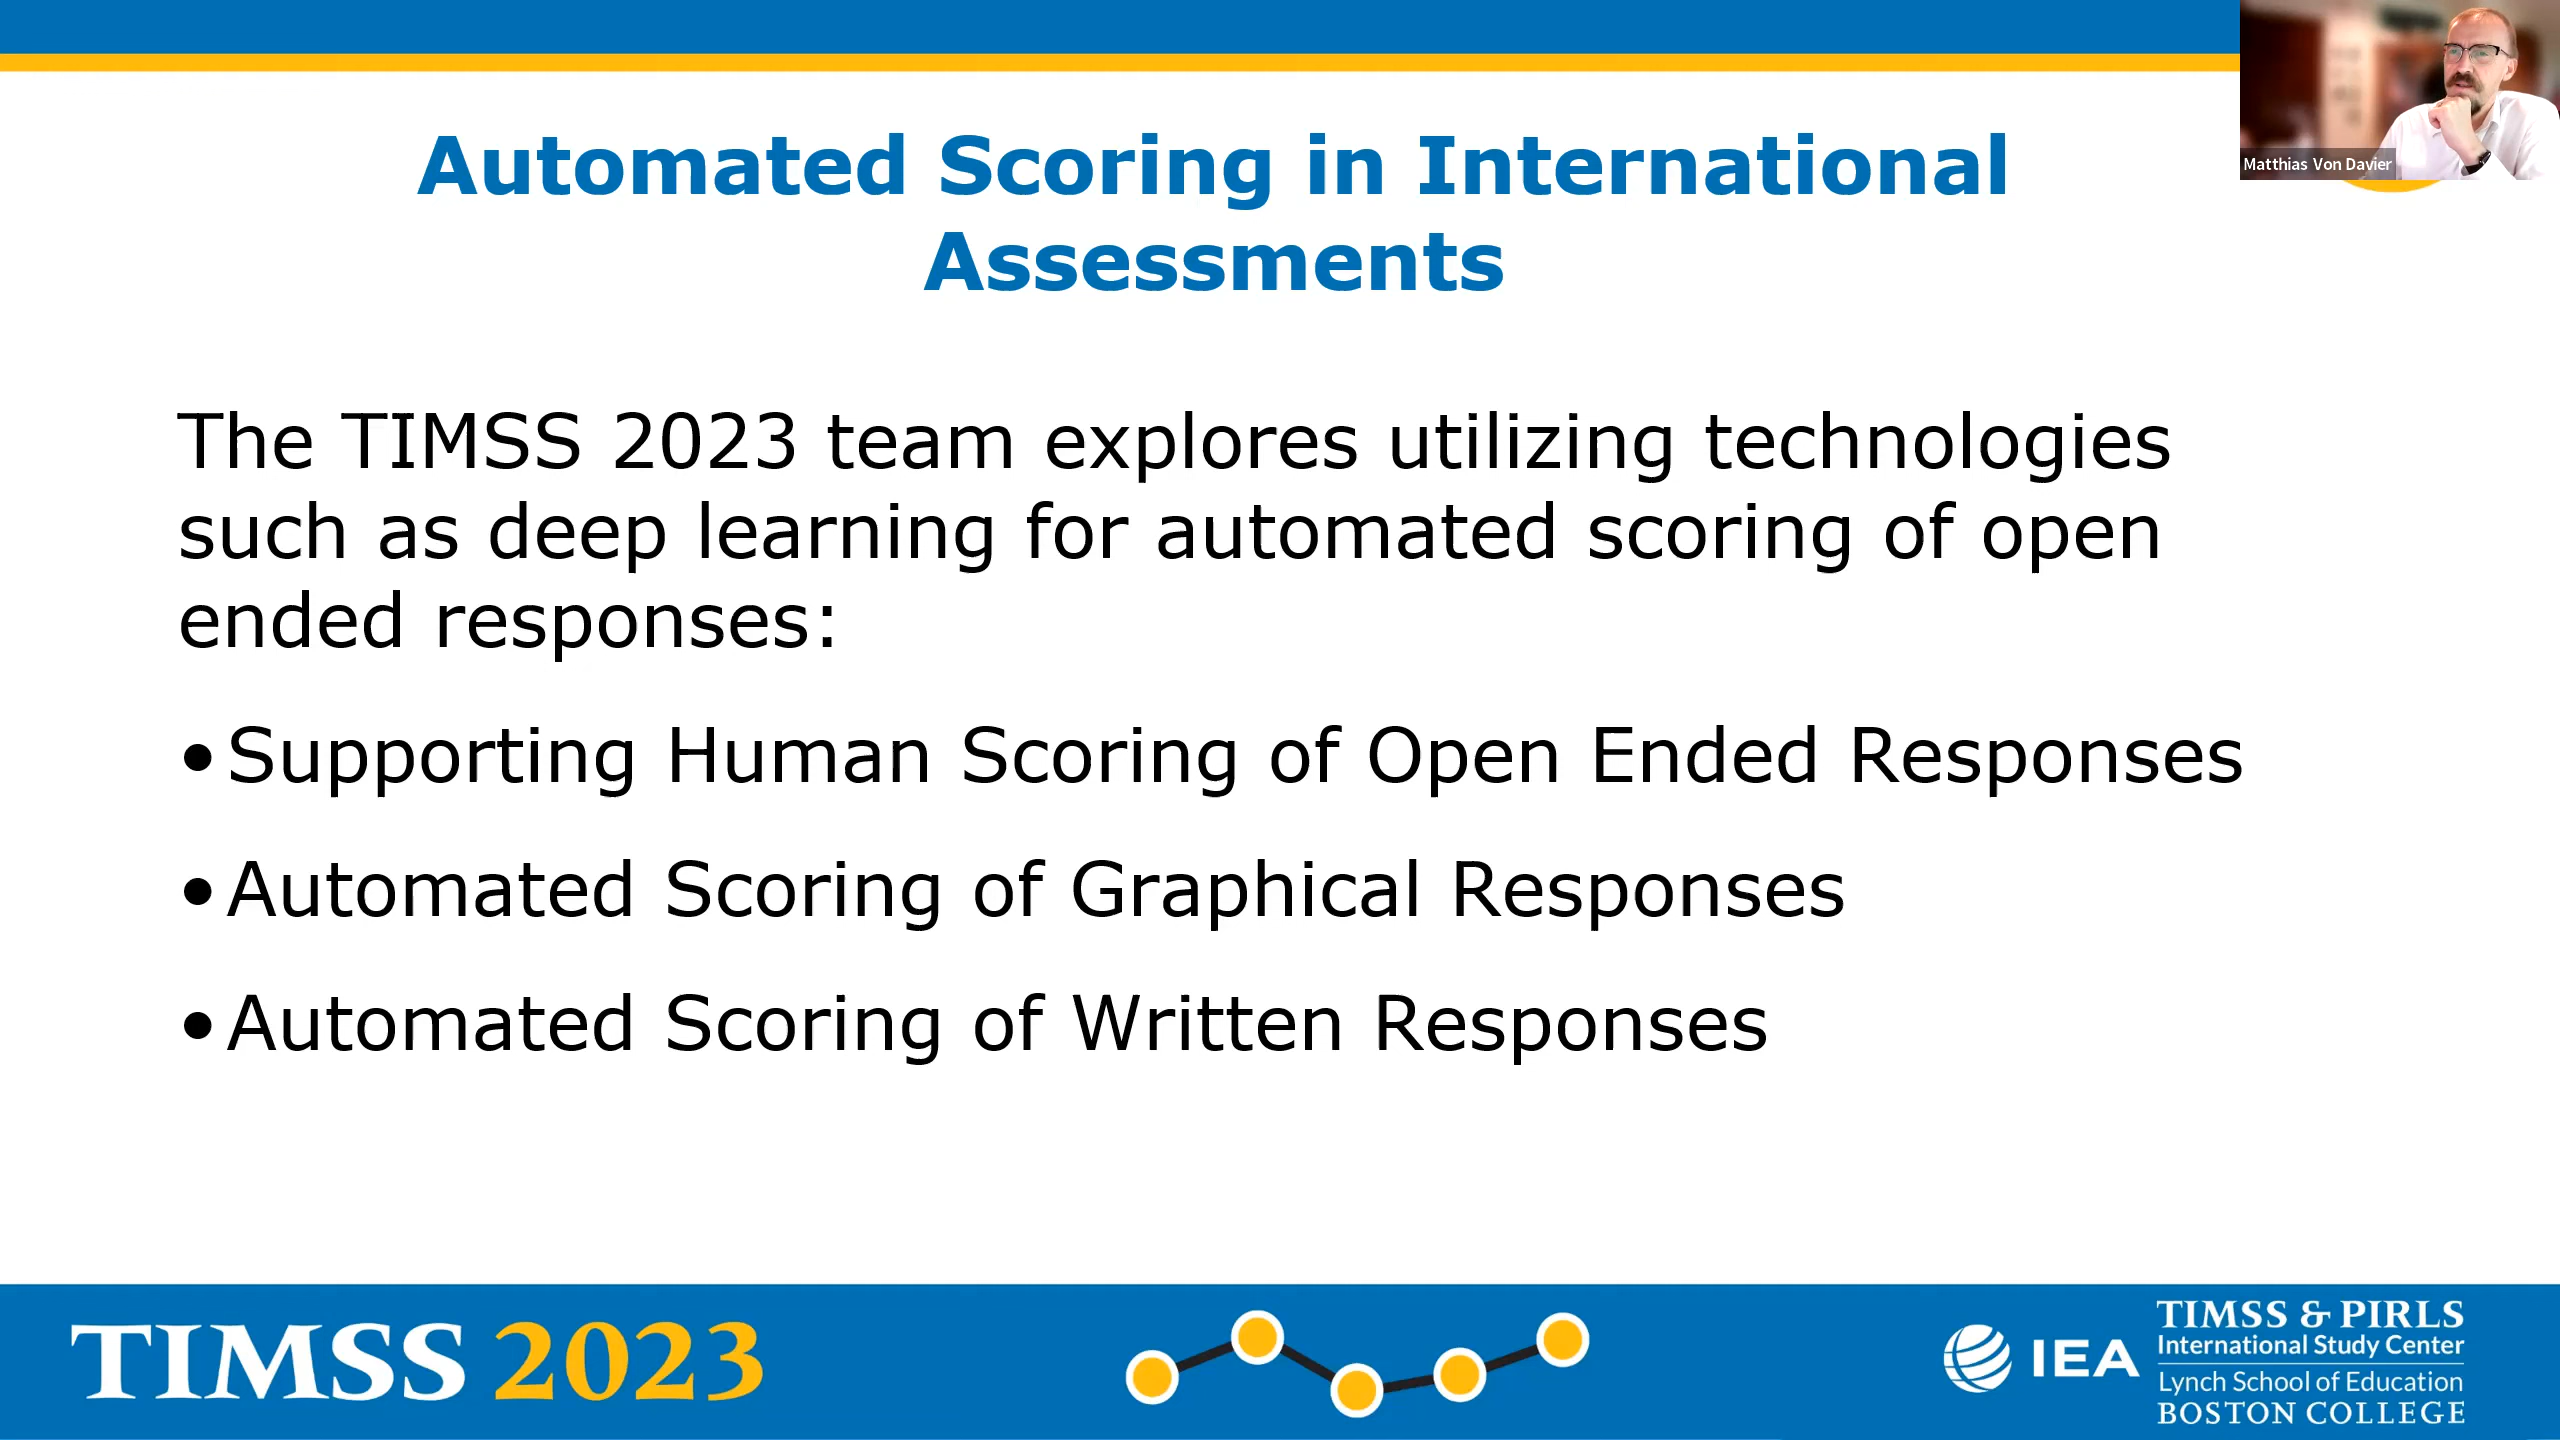 Matthias Von Davier
Automated Scoring in International
Assessments
The TIMSS 2023 team explores utilizing technologies
such as deep learning for automated scoring of open
ended responses:
•Supporting Human Scoring of Open Ended Responses
•Automated Scoring of Graphical Responses
•Automated Scoring of Written Responses
TIMSS 2023
IEA
TIMSS & PIRLS
International Study Center
Lynch School of Education
BOSTON COLLEGE